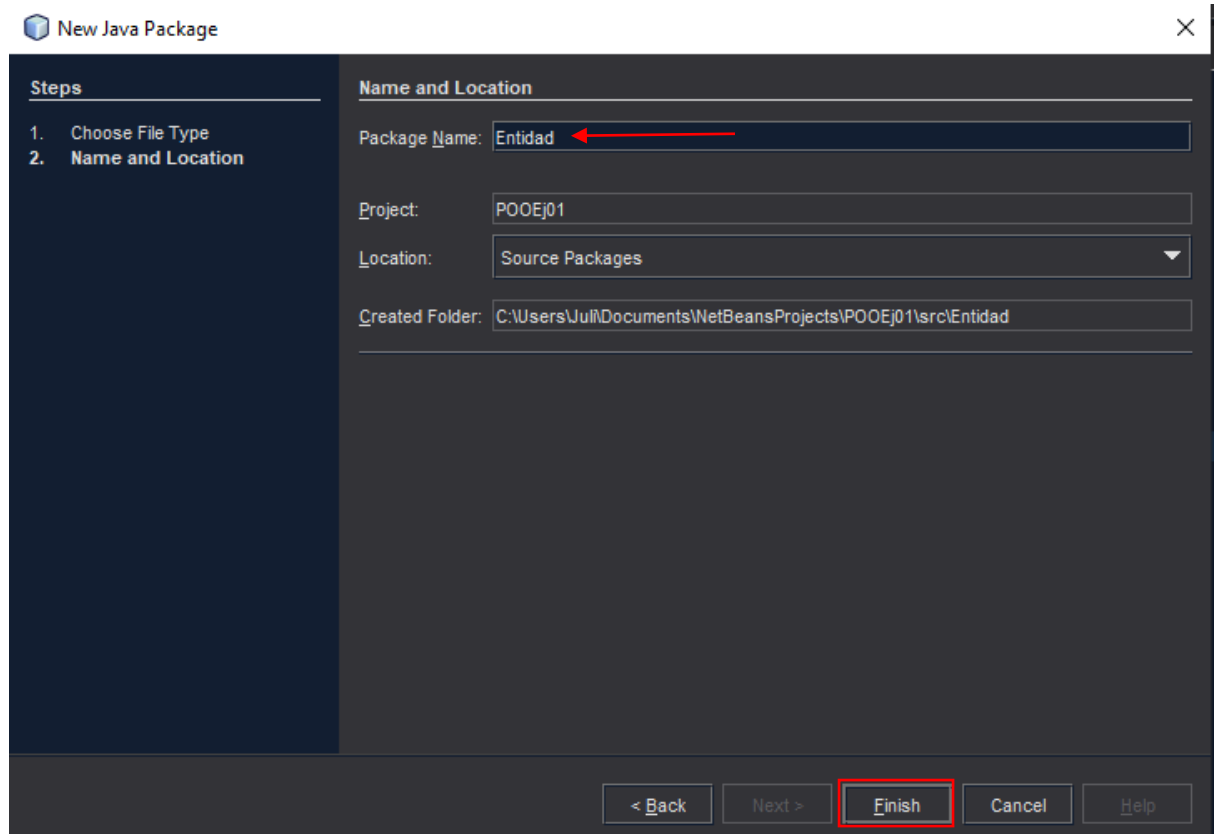 New Java Package
Steps
1. Choose File Type
2. Name and Location
Name and Location
Package Name: Entidad
Project: POOEj01
Location: Source Packages
Created Folder: C:\Users\Juli\Documents\NetBeansProjects\POOEj01\src\Entidad
< Back Next > Finish Cancel Help